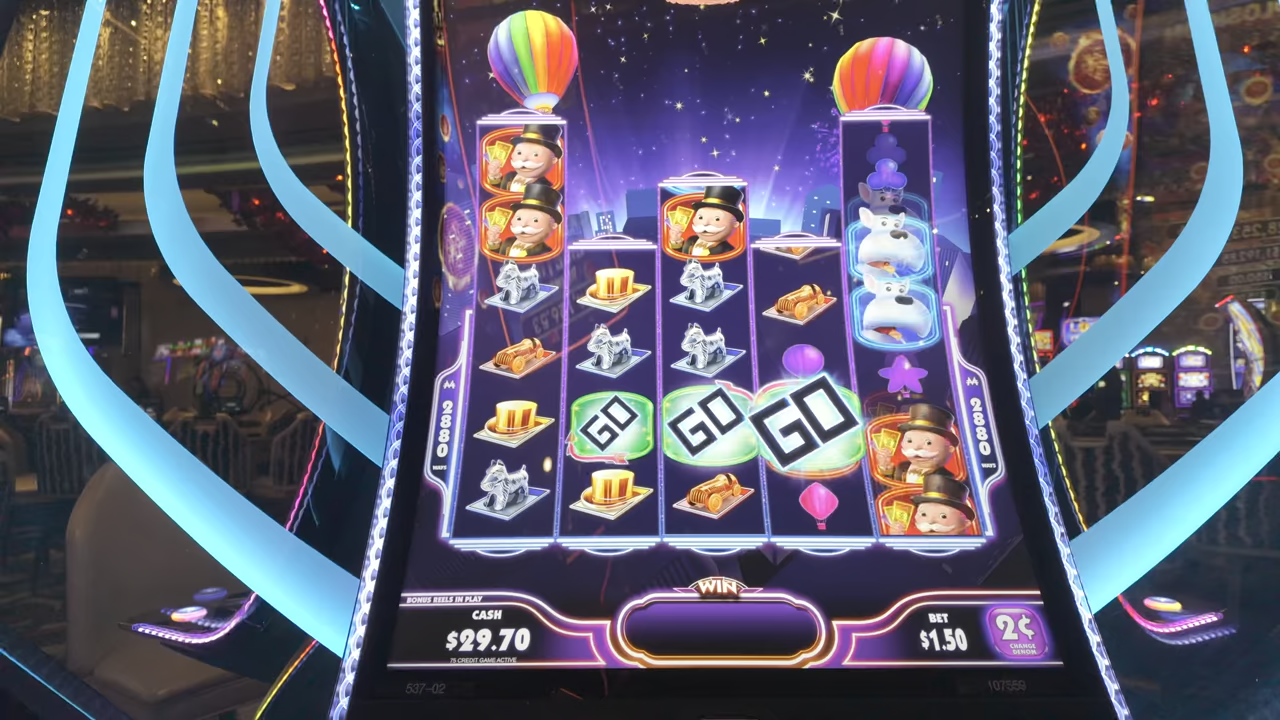 2880
WAYS
2880
WAYS
GO
GO
GO
WIN
BONUS REELS IN PLAY
CASH
$29.70
75 CREDIT GAME ACTIVE
BET
$1.50
2¢
CHANGE
DENOM
537-02